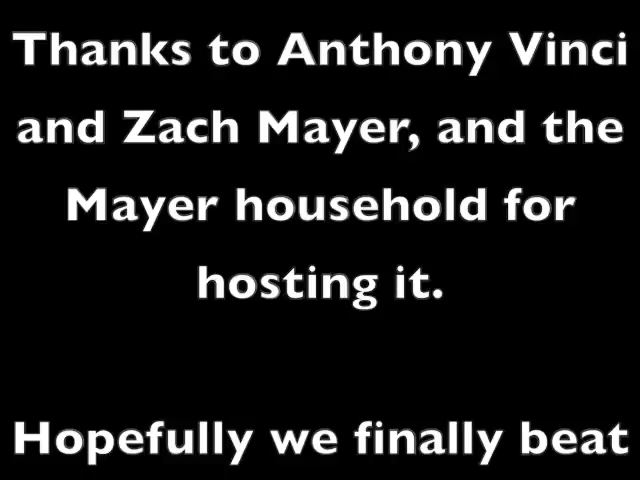 Thanks to Anthony Vinci
and Zach Mayer, and the
Mayer household for
hosting it.
Hopefully we finally beat